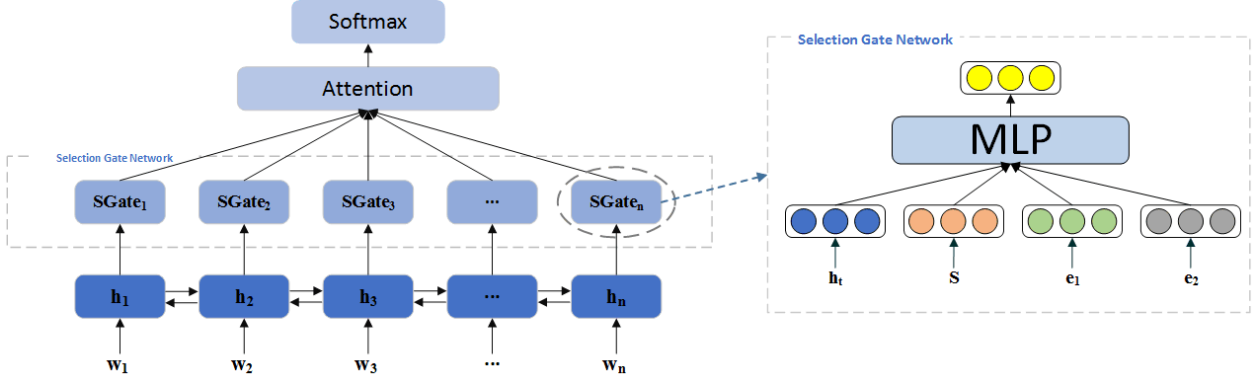 Softmax
Attention
Selection Gate Network
SGate₁ SGate₂ SGate₃ ... SGateₙ
h₁ h₂ h₃ ... hₙ
w₁ w₂ w₃ ... wₙ
Selection Gate Network
MLP
hₜ S e₁ e₂